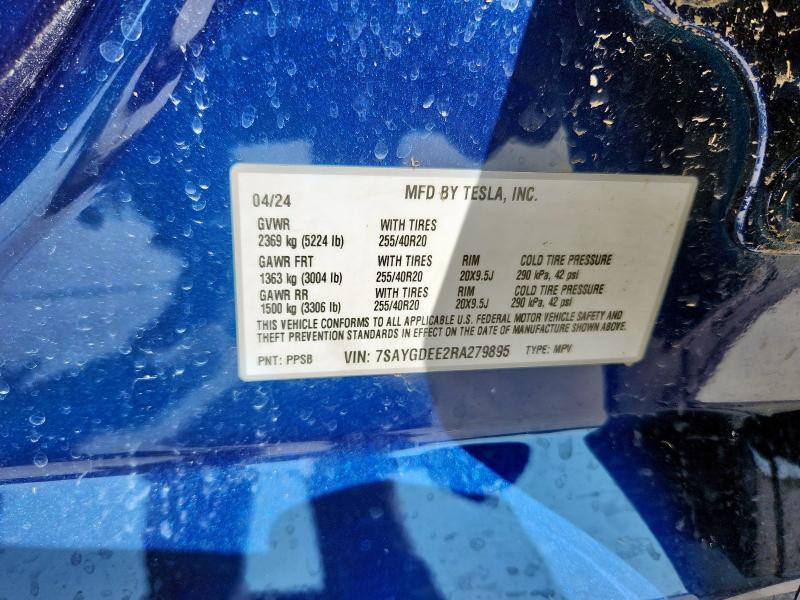 04/24 MFD BY TESLA, INC.
GVWR WITH TIRES
2369 kg (5224 lb) 255/40R20
GAWR FRT WITH TIRES RIM COLD TIRE PRESSURE
1363 kg (3004 lb) 255/40R20 20X9.5J 290 kPa, 42 psi
GAWR RR WITH TIRES RIM COLD TIRE PRESSURE
1500 kg (3306 lb) 255/40R20 20X9.5J 290 kPa, 42 psi
THIS VEHICLE CONFORMS TO ALL APPLICABLE U.S. FEDERAL MOTOR VEHICLE SAFETY AND
THEFT PREVENTION STANDARDS IN EFFECT ON THE DATE OF MANUFACTURE SHOWN ABOVE.
PNT: PPSB VIN: 7SAYGDEE2RA279895 TYPE: MPV